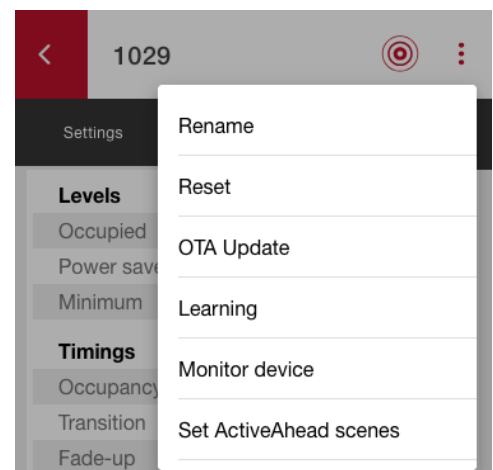 1029
Settings
Rename
Reset
OTA Update
Learning
Monitor device
Set ActiveAhead scenes
Levels
Occupied
Power save
Minimum
Timings
Occupancy
Transition
Fade-up